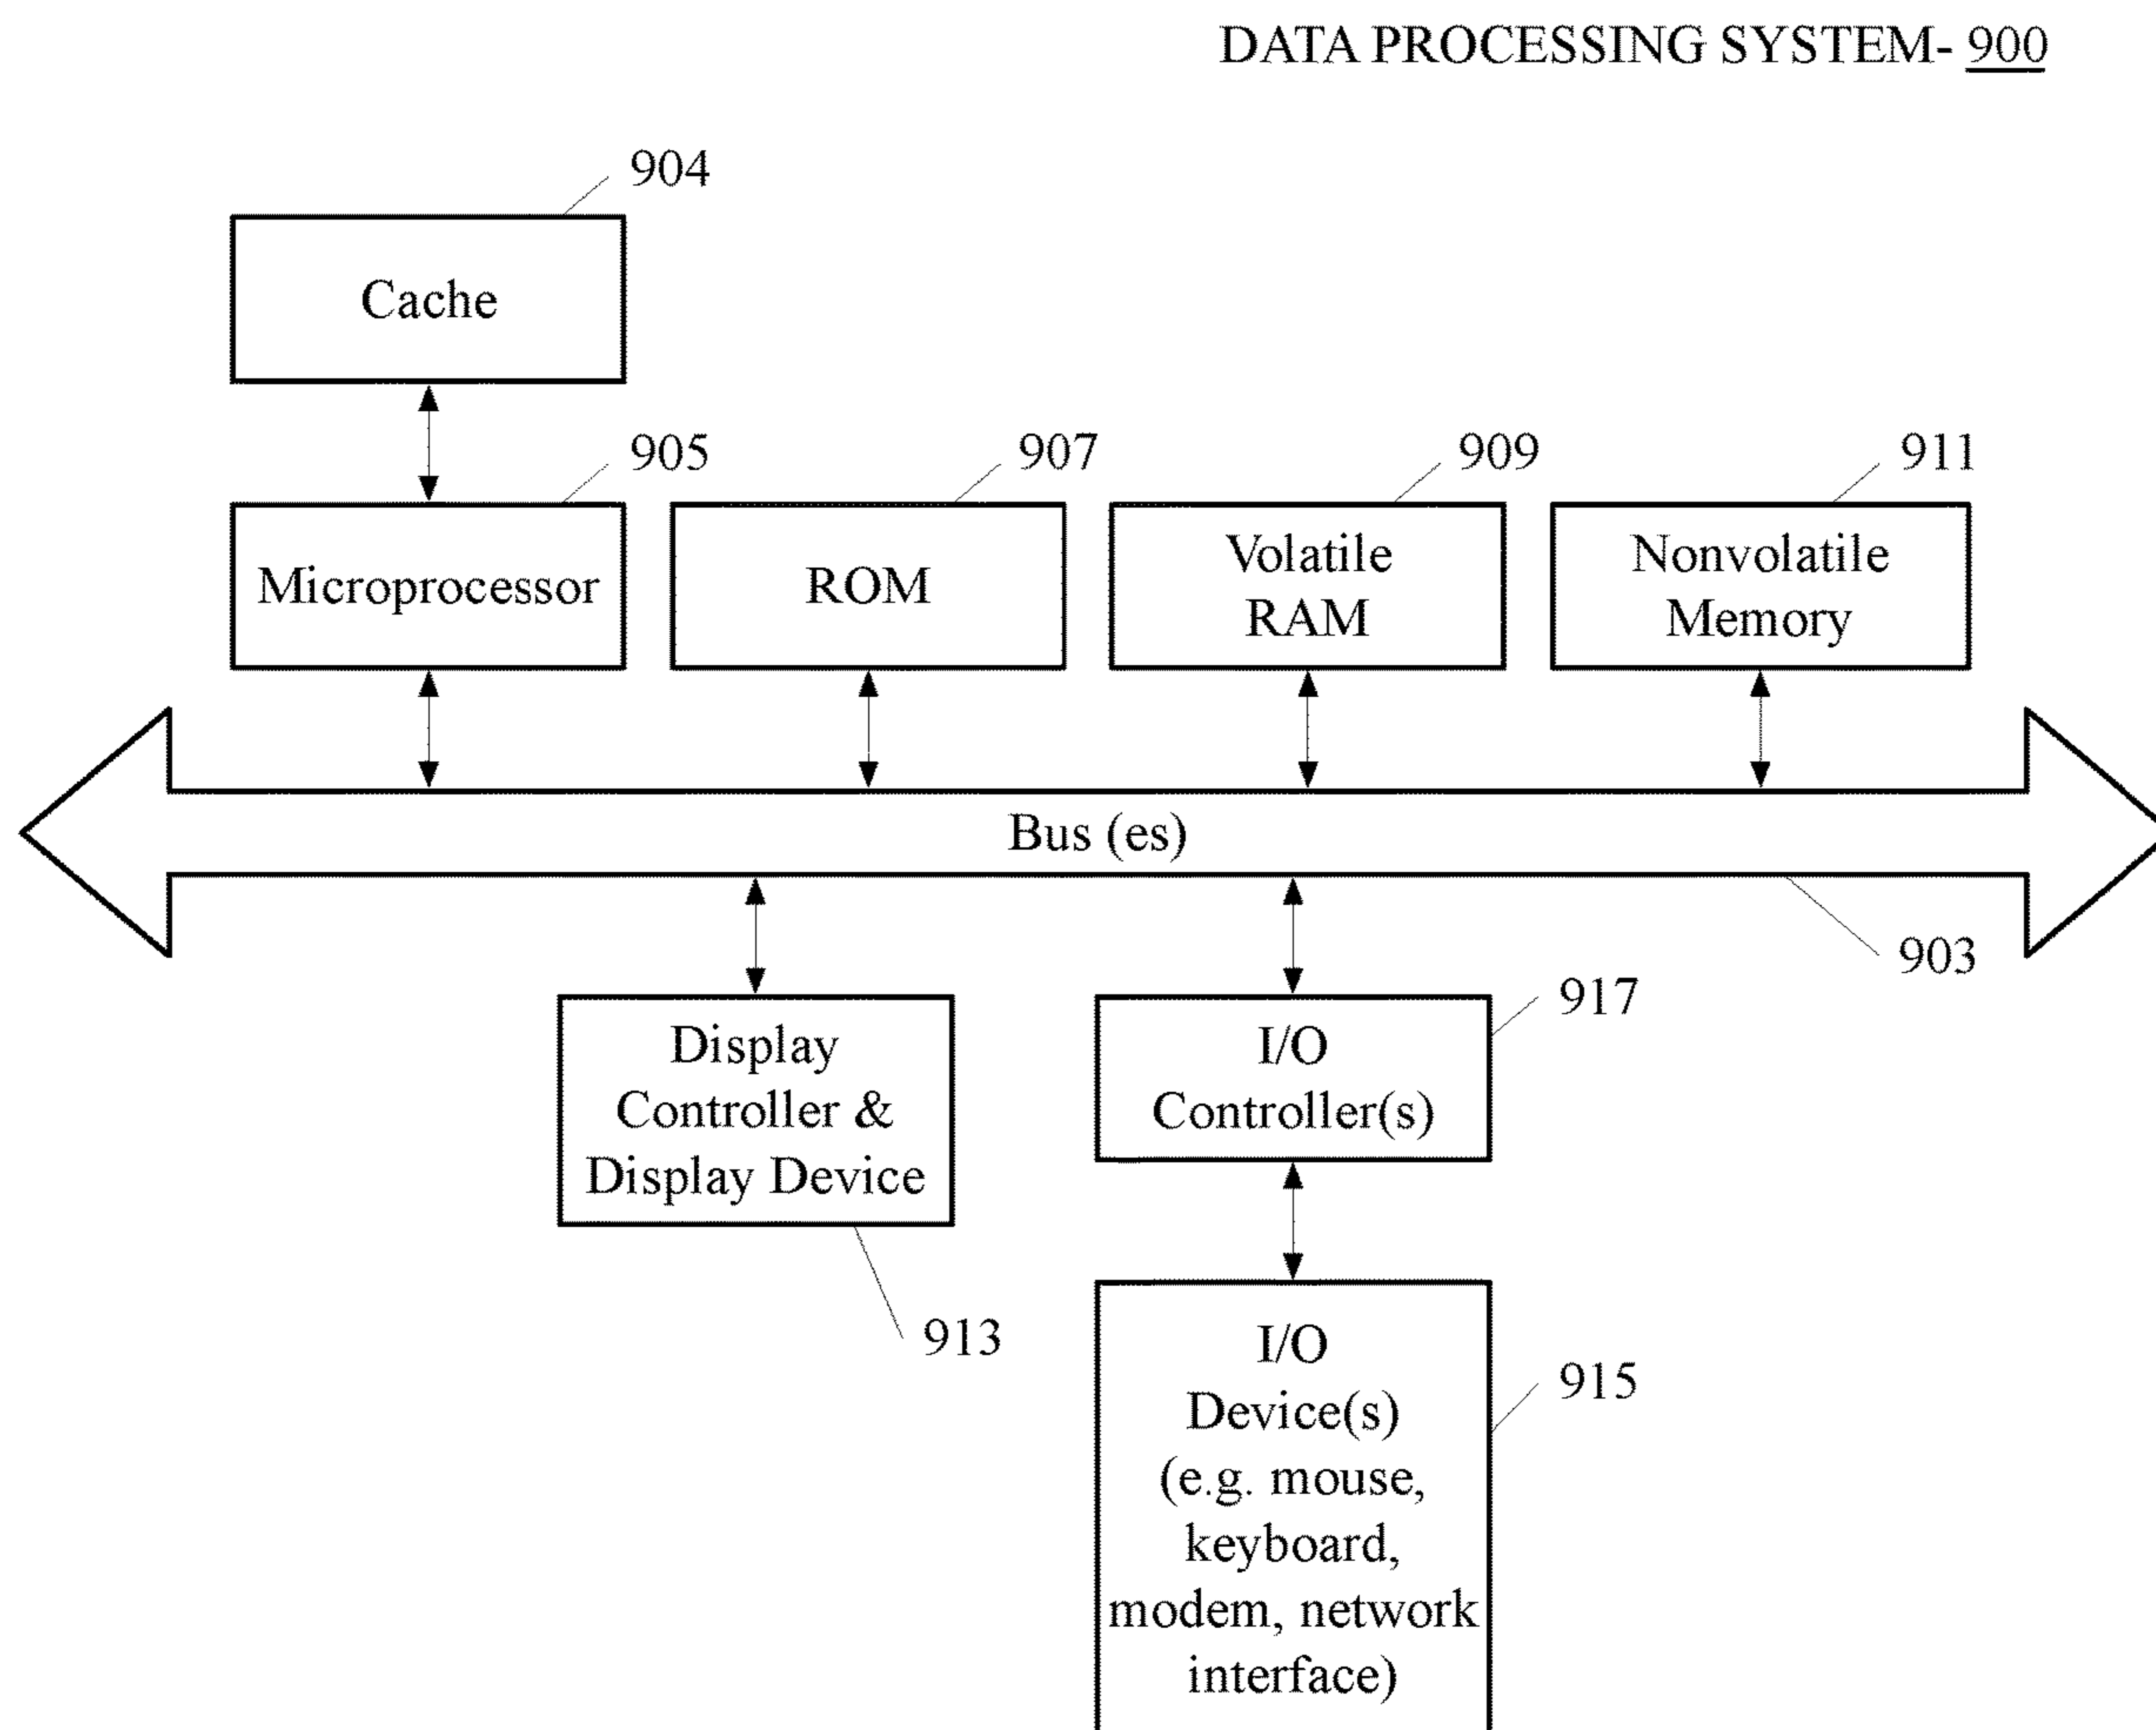 DATA PROCESSING SYSTEM- 900
904
Cache
905
907
909
911
Microprocessor
ROM
Volatile
RAM
Nonvolatile
Memory
Bus (es)
903
917
Display
Controller &
Display Device
I/O
Controller(s)
913
915
I/O
Device(s)
(e.g. mouse,
keyboard,
modem, network
interface)